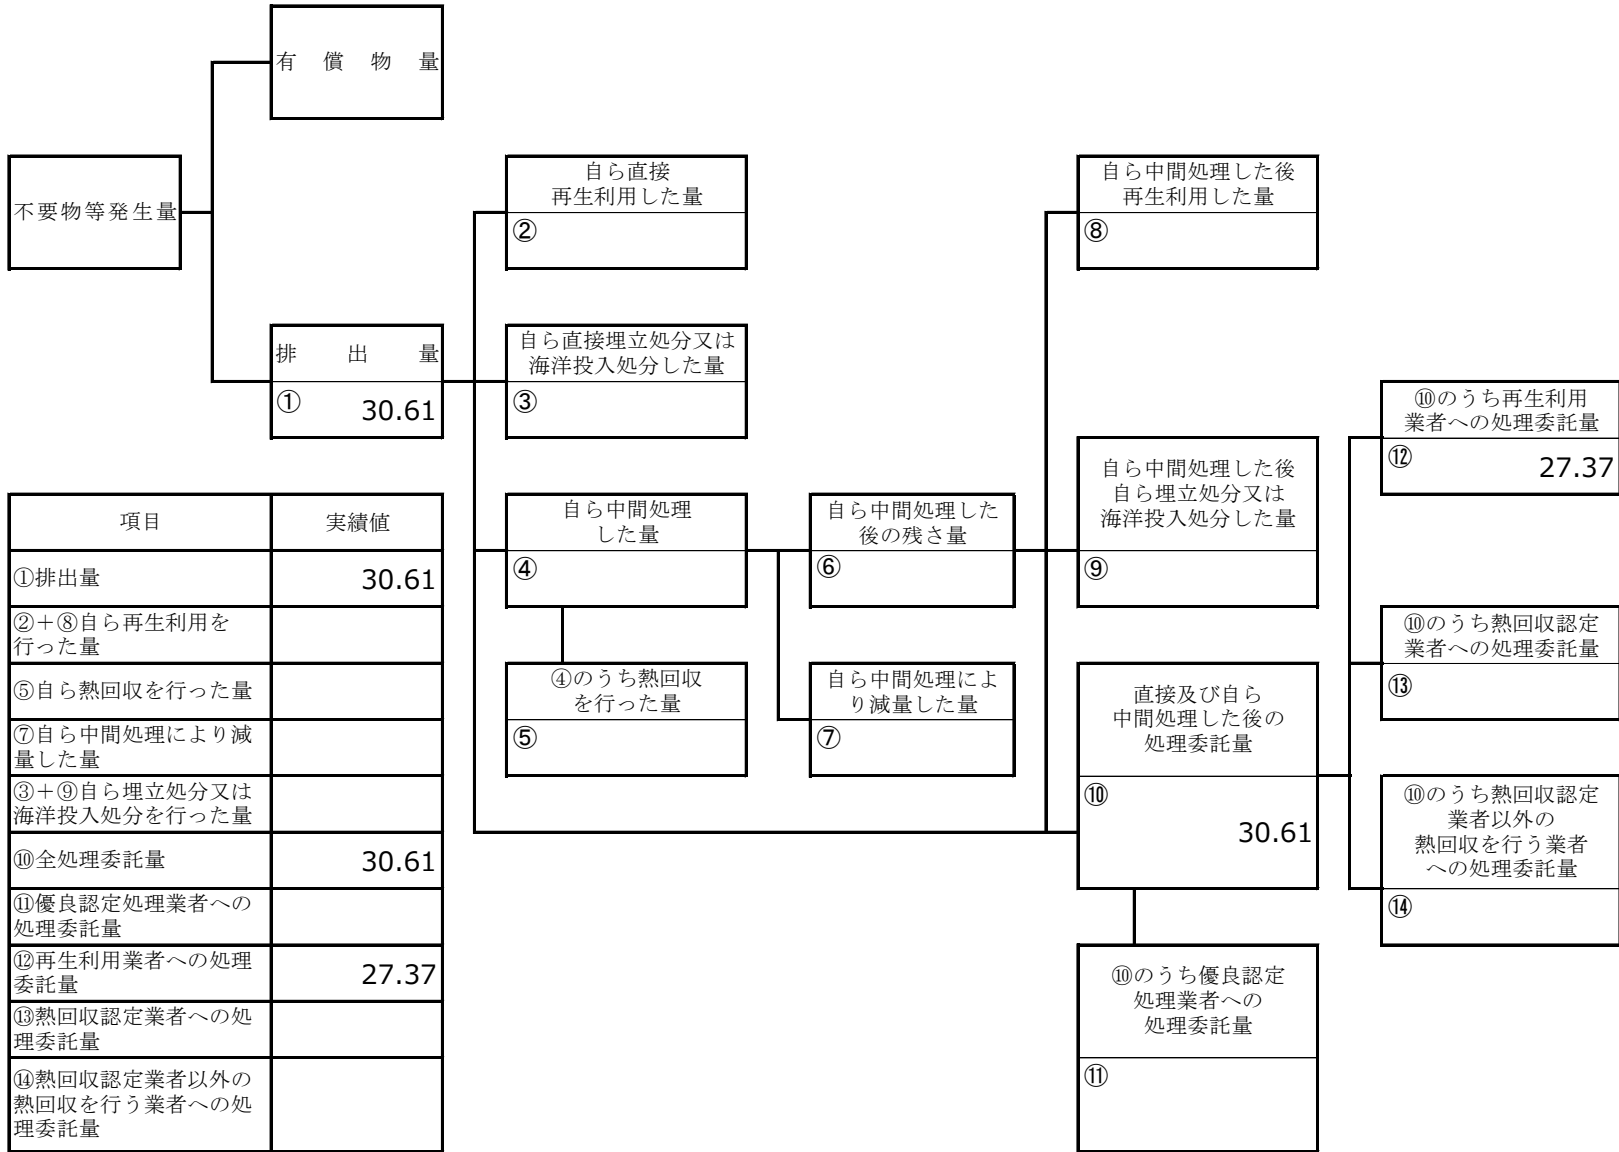 有償物量
不要物等発生量
排出量
① 30.61
自ら直接
再生利用した量
②
自ら直接埋立処分又は
海洋投入処分した量
③
自ら中間処理
した量
④
④のうち熱回収
を行った量
⑤
自ら中間処理した
後の残さ量
⑥
自ら中間処理によ
り減量した量
⑦
自ら中間処理した後
再生利用した量
⑧
自ら中間処理した後
自ら埋立処分又は
海洋投入処分した量
⑨
直接及び自ら
中間処理した後の
処理委託量
⑩
30.61
⑩のうち優良認定
処理業者への
処理委託量
⑪
⑩のうち再生利用
業者への処理委託量
⑫ 27.37
⑩のうち熱回収認定
業者への処理委託量
⑬
⑩のうち熱回収認定
業者以外の
熱回収を行う業者
への処理委託量
⑭
項目 実績値
①排出量 30.61
②＋⑧自ら再生利用を
行った量
⑤自ら熱回収を行った量
⑦自ら中間処理により減
量した量
③＋⑨自ら埋立処分又は
海洋投入処分を行った量
⑩全処理委託量 30.61
⑪優良認定処理業者への
処理委託量
⑫再生利用業者への処理
委託量 27.37
⑬熱回収認定業者への処
理委託量
⑭熱回収認定業者以外の
熱回収を行う業者への処
理委託量